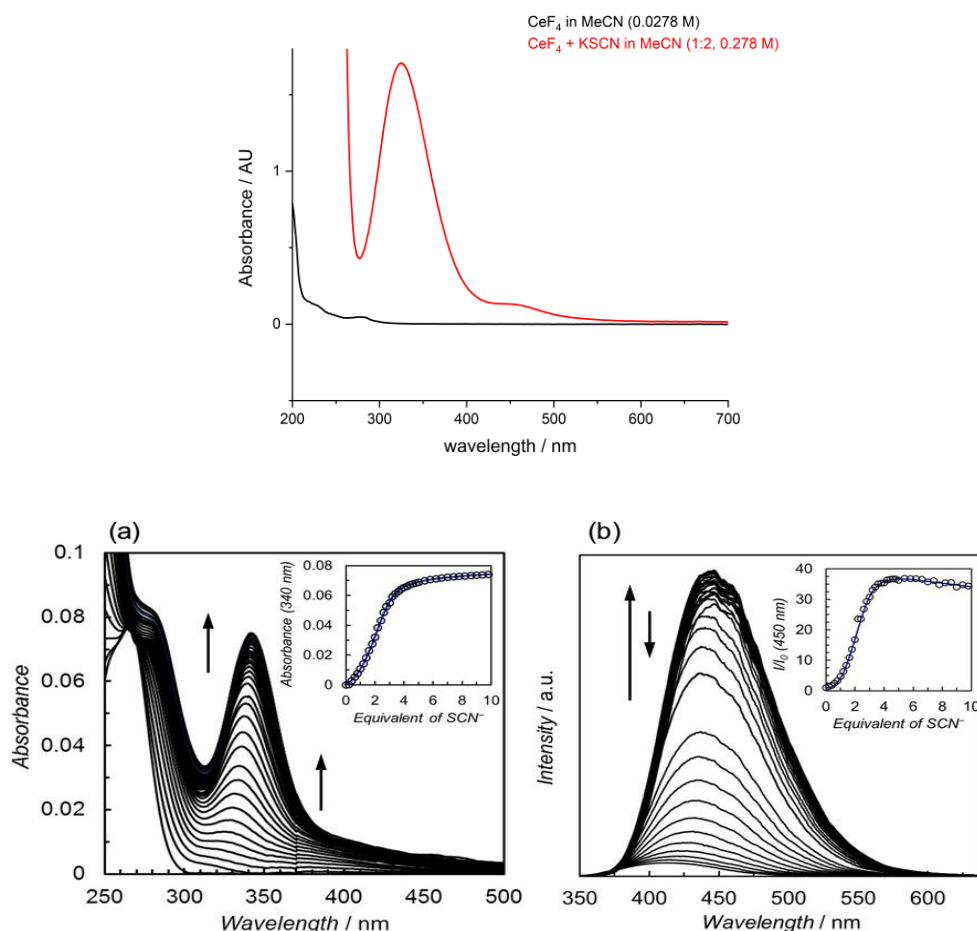 CeF₄ in MeCN (0.0278 M)
CeF₄ + KSCN in MeCN (1:2, 0.278 M)
Absorbance / AU
1
0
200 300 400 500 600 700
wavelength / nm
(a)
Absorbance
0.1
0.08
0.06
0.04
0.02
0
250 300 350 400 450 500
Wavelength / nm
Absorbance (340 nm)
0.08
0.06
0.04
0.02
0.00
0 2 4 6 8 10
Equivalent of SCN⁻
(b)
Intensity / a.u.
350 400 450 500 550 600
Wavelength / nm
I/I₀ (450 nm)
40
30
20
10
0
0 2 4 6 8 10
Equivalent of SCN⁻